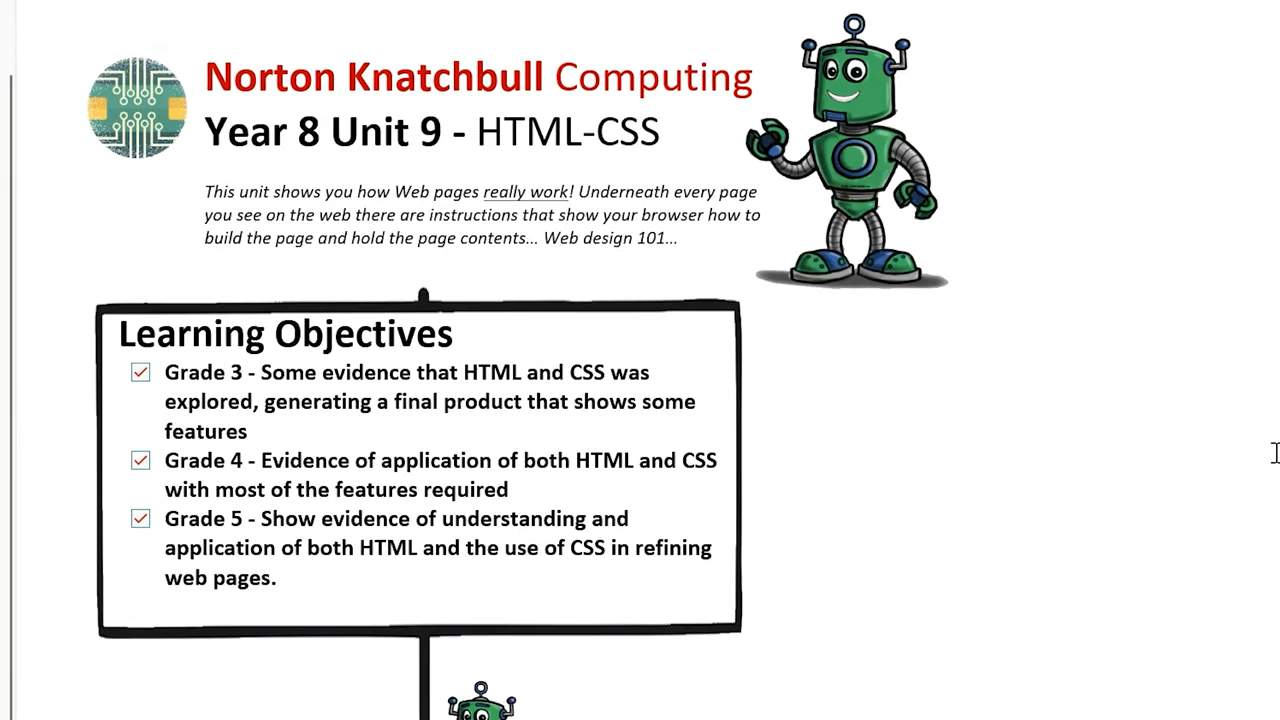 Norton Knatchbull Computing
Year 8 Unit 9 - HTML-CSS
This unit shows you how Web pages really work! Underneath every page
you see on the web there are instructions that show your browser how to
build the page and hold the page contents... Web design 101...
Learning Objectives
Grade 3 - Some evidence that HTML and CSS was
explored, generating a final product that shows some
features
Grade 4 - Evidence of application of both HTML and CSS
with most of the features required
Grade 5 - Show evidence of understanding and
application of both HTML and the use of CSS in refining
web pages.